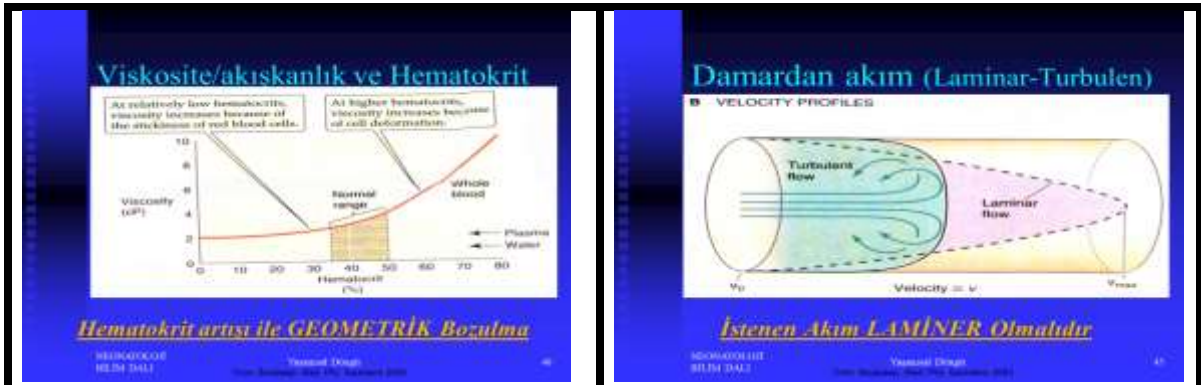 Viskosite/akıskanlık ve Hematokrit
At relatively low hematocrits,
viscosity increases because of
the stickiness of red blood cells.
At higher hematocrits,
viscosity increases because
of cell deformation.
10
8
6
4
2
0
Viscosity
(cP)
Normal
range
Whole
blood
Plasma
Water
0 10 20 30 40 50 60 70 80
Hematocrit
(%)
Hematokrit artışı ile GEOMETRİK Bozulma
NEONATOLOJİ
BİLİM DALI
Damardan akım (Laminar-Turbulen)
B VELOCITY PROFILES
Turbulent
flow
Laminar
flow
Velocity = v
vmax
İstenen Akım LAMİNER Olmalıdır
NEONATOLOJİ
BİLİM DALI